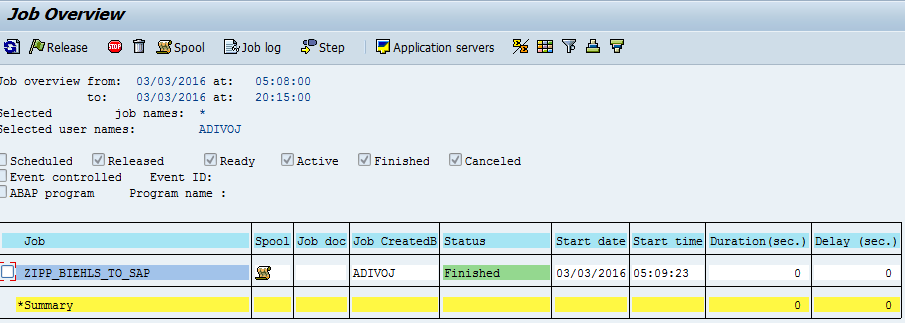 Job Overview
Release STOP Spool Job log Step Application servers
Job overview from: 03/03/2016 at: 05:08:00
to: 03/03/2016 at: 20:15:00
Selected job names: *
Selected user names: ADIVOJ
Scheduled Released Ready Active Finished Canceled
Event controlled Event ID:
ABAP program Program name :
Job Spool Job doc Job CreatedB Status Start date Start time Duration(sec.) Delay (sec.)
ZIPP_BIEHLS_TO_SAP ADIVOJ Finished 03/03/2016 05:09:23 0 0
*Summary 0 0